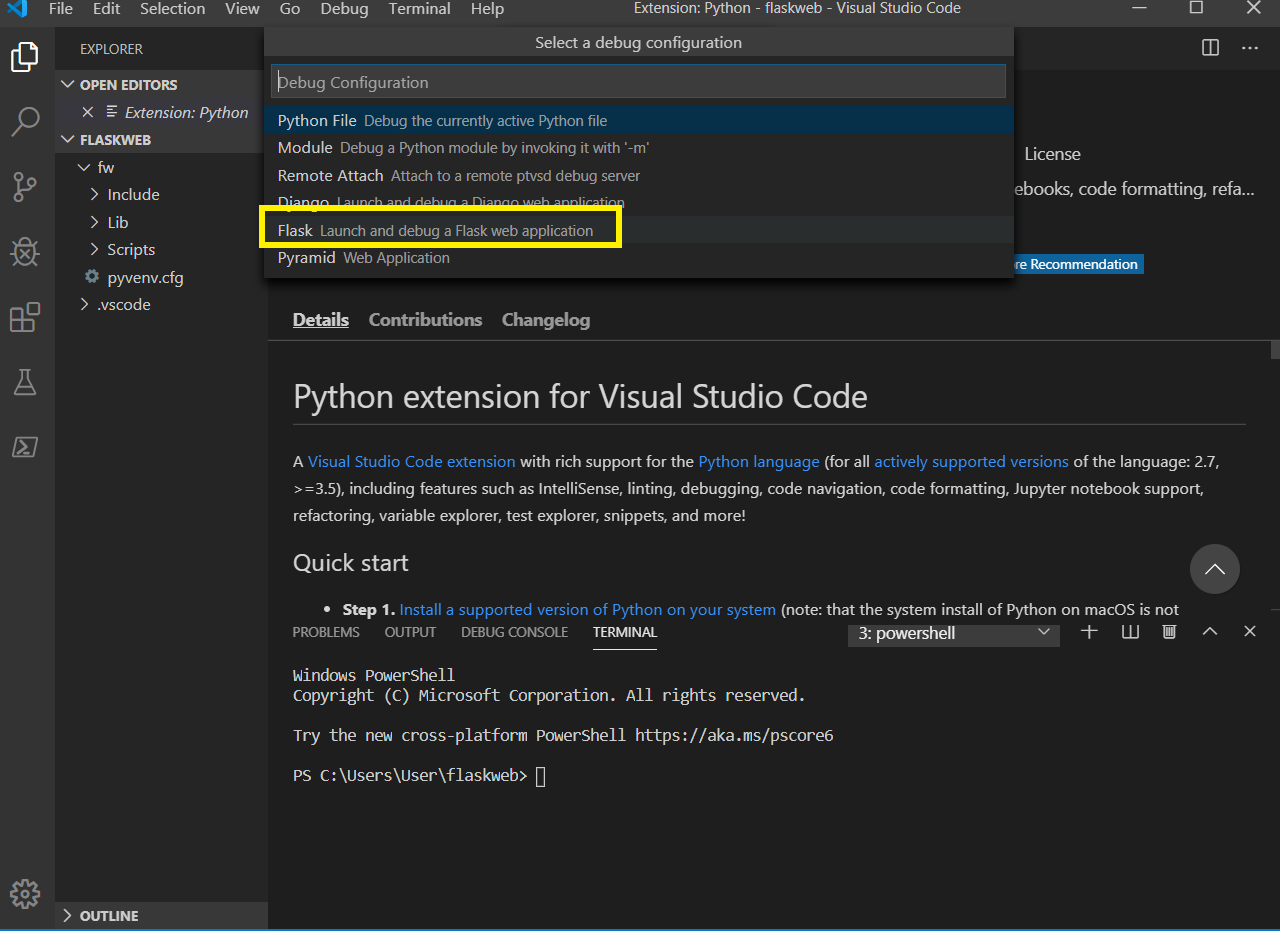 File Edit Selection View Go Debug Terminal Help Extension: Python - flaskweb - Visual Studio Code
EXPLORER
OPEN EDITORS
Extension: Python
FLASKWEB
fw
Include
Lib
Scripts
pyvenv.cfg
.vscode
OUTLINE
Select a debug configuration
Debug Configuration
Python File Debug the currently active Python file
Module Debug a Python module by invoking it with '-m'
Remote Attach Attach to a remote ptvsd debug server
Django Launch and debug a Django web application
Flask Launch and debug a Flask web application
Pyramid Web Application
License
ebooks, code formatting, refa...
re Recommendation
Details Contributions Changelog
Python extension for Visual Studio Code
A Visual Studio Code extension with rich support for the Python language (for all actively supported versions of the language: 2.7,
>=3.5), including features such as IntelliSense, linting, debugging, code navigation, code formatting, Jupyter notebook support,
refactoring, variable explorer, test explorer, snippets, and more!
Quick start
• Step 1. Install a supported version of Python on your system (note: that the system install of Python on macOS is not
PROBLEMS OUTPUT DEBUG CONSOLE TERMINAL 3: powershell
Windows PowerShell
Copyright (C) Microsoft Corporation. All rights reserved.
Try the new cross-platform PowerShell https://aka.ms/pscore6
PS C:\Users\User\flaskweb>